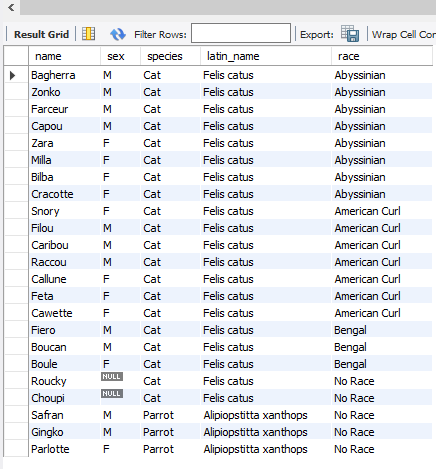 Result Grid Filter Rows: Export: Wrap Cell Con
name sex species latin_name race
Bagherra M Cat Felis catus Abyssinian
Zonko M Cat Felis catus Abyssinian
Farceur M Cat Felis catus Abyssinian
Capou M Cat Felis catus Abyssinian
Zara F Cat Felis catus Abyssinian
Milla F Cat Felis catus Abyssinian
Bilba F Cat Felis catus Abyssinian
Cracotte F Cat Felis catus Abyssinian
Snory F Cat Felis catus American Curl
Filou M Cat Felis catus American Curl
Caribou M Cat Felis catus American Curl
Raccou M Cat Felis catus American Curl
Callune F Cat Felis catus American Curl
Feta F Cat Felis catus American Curl
Cawette F Cat Felis catus American Curl
Fiero M Cat Felis catus Bengal
Boucan M Cat Felis catus Bengal
Boule F Cat Felis catus Bengal
Roucky NULL Cat Felis catus No Race
Choupi NULL Cat Felis catus No Race
Safran M Parrot Alipiopstitta xanthops No Race
Gingko M Parrot Alipiopstitta xanthops No Race
Parlotte F Parrot Alipiopstitta xanthops No Race